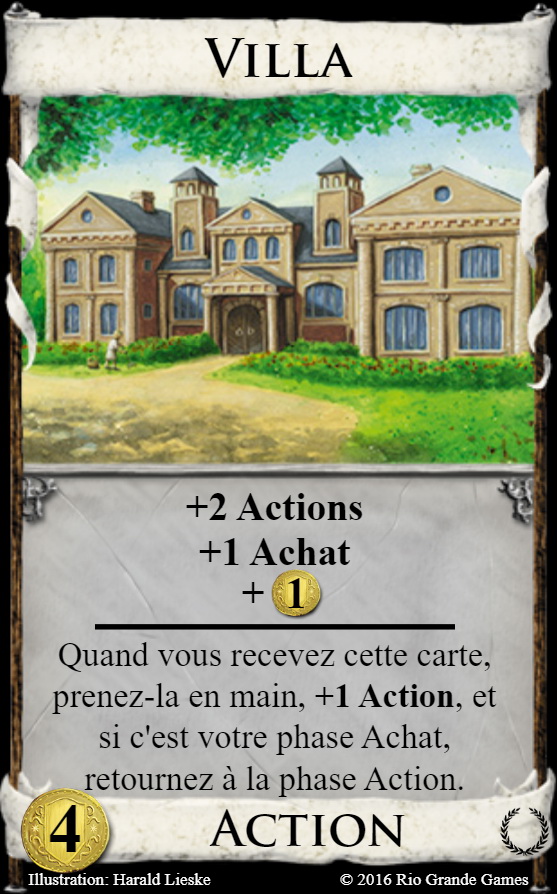 VILLA
+2 Actions
+1 Achat
+ 1
Quand vous recevez cette carte,
prenez-la en main, +1 Action, et
si c'est votre phase Achat,
retournez à la phase Action.
4
ACTION
Illustration: Harald Lieske
© 2016 Rio Grande Games